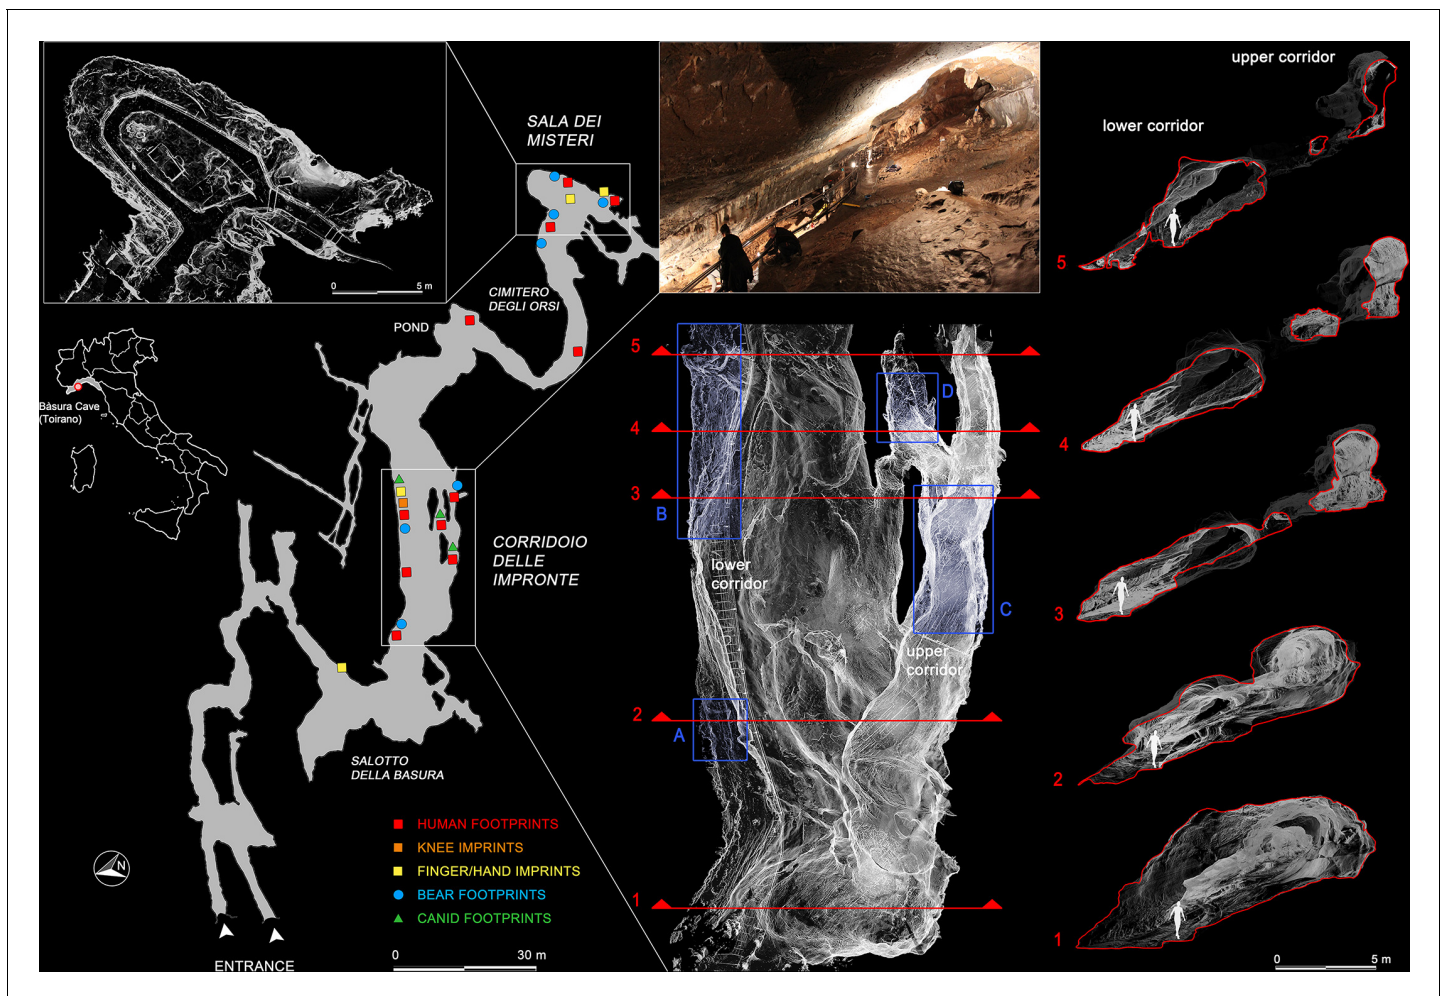 0 5 m
SALA DEI
MISTERI
CIMITERO
DEGLI ORSI
POND
Bàsura Cave
(Toirano)
CORRIDOIO
DELLE
IMPRONTE
SALOTTO
DELLA BASURA
HUMAN FOOTPRINTS
KNEE IMPRINTS
FINGER/HAND IMPRINTS
BEAR FOOTPRINTS
CANID FOOTPRINTS
N
0 30 m
ENTRANCE
5
4
3
2
1
A
B
C
D
lower
corridor
upper
corridor
upper corridor
lower corridor
5
4
3
2
1
0 5 m